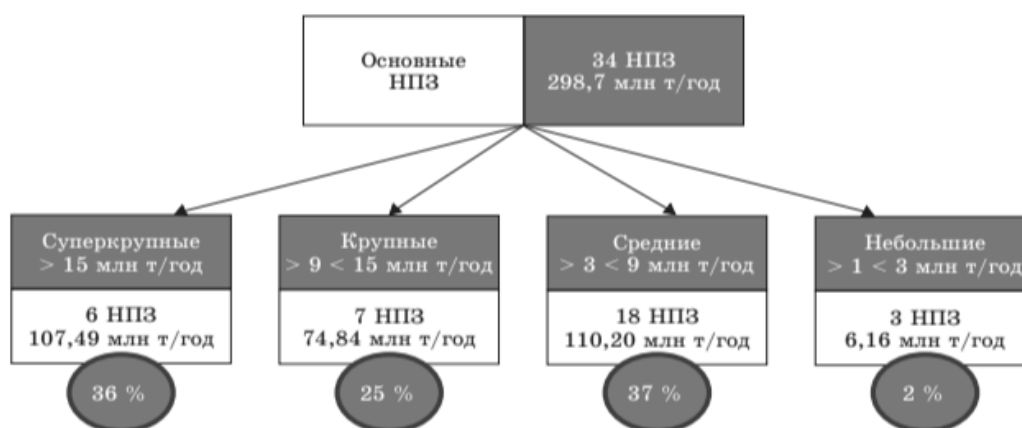 Основные
НПЗ
34 НПЗ
298,7 млн т/год
Суперкрупные
> 15 млн т/год
6 НПЗ
107,49 млн т/год
36 %
Крупные
> 9 < 15 млн т/год
7 НПЗ
74,84 млн т/год
25 %
Средние
> 3 < 9 млн т/год
18 НПЗ
110,20 млн т/год
37 %
Небольшие
> 1 < 3 млн т/год
3 НПЗ
6,16 млн т/год
2 %